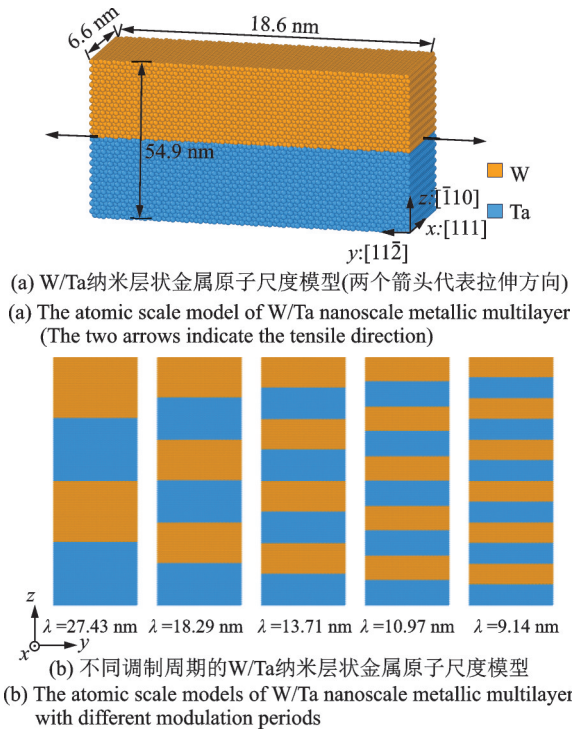 6.6 nm
18.6 nm
54.9 nm
W
Ta
z:[1̄10]
x:[111]
y:[112̄]
(a) W/Ta纳米层状金属原子尺度模型(两个箭头代表拉伸方向)
(a) The atomic scale model of W/Ta nanoscale metallic multilayer
(The two arrows indicate the tensile direction)
z
x
y
λ=27.43 nm λ=18.29 nm λ=13.71 nm λ=10.97 nm λ=9.14 nm
(b) 不同调制周期的W/Ta纳米层状金属原子尺度模型
(b) The atomic scale models of W/Ta nanoscale metallic multilayer
with different modulation periods